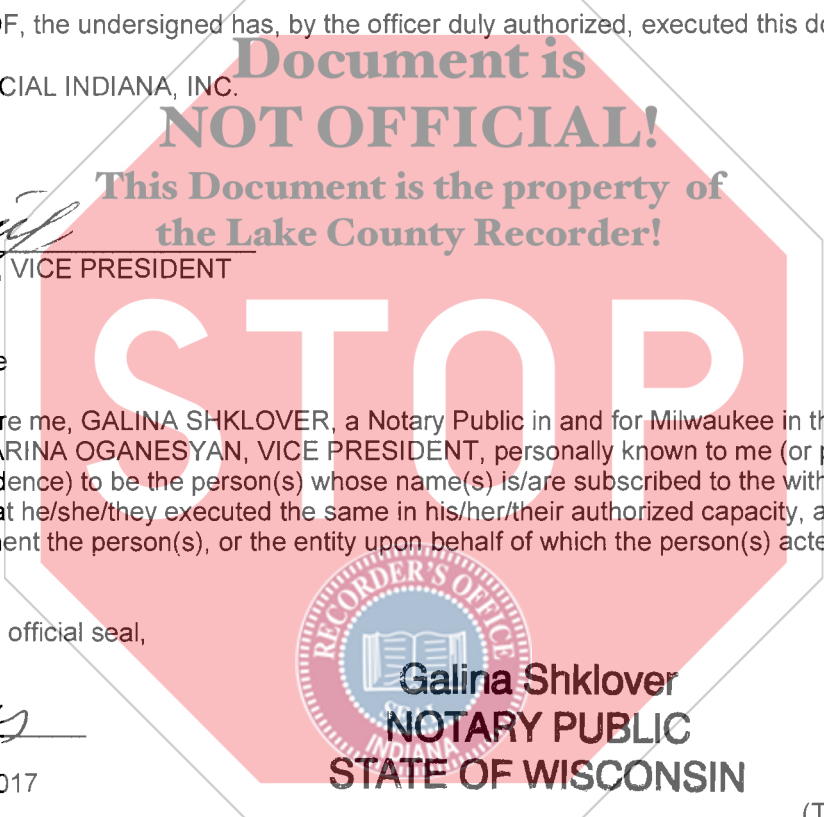 OF, the undersigned has, by the officer duly authorized, executed this do
Document is
CIAL INDIANA, INC.
NOT OFFICIAL!
This Document is the property of
the Lake County Recorder!
, VICE PRESIDENT
STOP
e
re me, GALINA SHKLOVER, a Notary Public in and for Milwaukee in th
ARINA OGANESYAN, VICE PRESIDENT, personally known to me (or p
dence) to be the person(s) whose name(s) is/are subscribed to the with
at he/she/they executed the same in his/her/their authorized capacity, a
ment the person(s), or the entity upon behalf of which the person(s) acte
RECORDER'S OFFICE
official seal,
SEAL
INDIANA
Galina Shklover
NOTARY PUBLIC
STATE OF WISCONSIN
017
(T